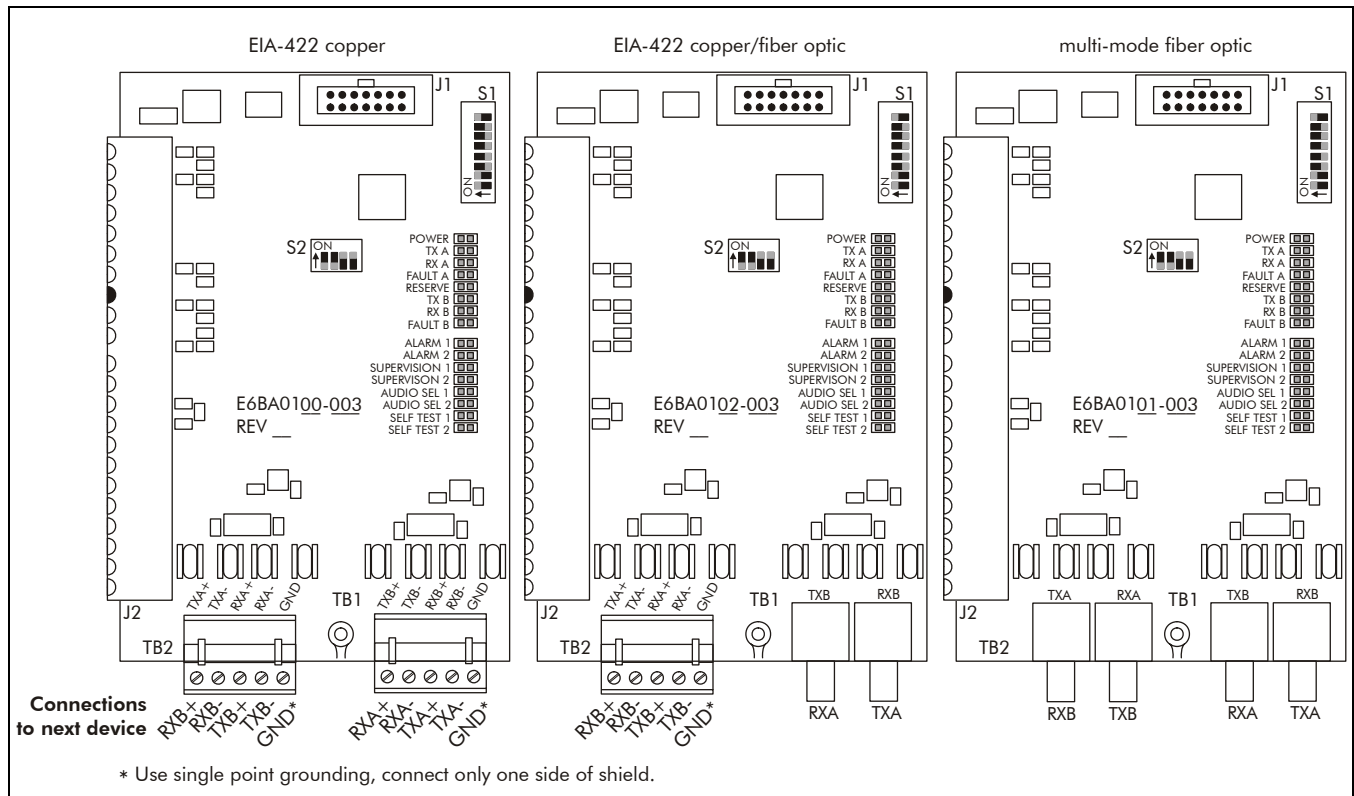 EIA-422 copper
EIA-422 copper/fiber optic
multi-mode fiber optic
J1
S1
ON
S2
ON
POWER
TX A
RX A
FAULT A
RESERVE
TX B
RX B
FAULT B
ALARM 1
ALARM 2
SUPERVISION 1
SUPERVISON 2
AUDIO SEL 1
AUDIO SEL 2
SELF TEST 1
SELF TEST 2
E6BA0100-003
REV __
TXA+
TXA-
RXA+
RXA-
GND
TXB+
TXB-
RXB+
RXB-
GND
J2
TB1
TB2
J1
S1
ON
S2
ON
POWER
TX A
RX A
FAULT A
RESERVE
TX B
RX B
FAULT B
ALARM 1
ALARM 2
SUPERVISION 1
SUPERVISON 2
AUDIO SEL 1
AUDIO SEL 2
SELF TEST 1
SELF TEST 2
E6BA0102-003
REV __
TXA+
TXA-
RXA+
RXA-
GND
J2
TB1
TB2
TXB
RXB
J1
S1
ON
S2
ON
POWER
TX A
RX A
FAULT A
RESERVE
TX B
RX B
FAULT B
ALARM 1
ALARM 2
SUPERVISION 1
SUPERVISON 2
AUDIO SEL 1
AUDIO SEL 2
SELF TEST 1
SELF TEST 2
E6BA0101-003
REV __
J2
TB2
TXA
RXA
TB1
TXB
RXB
Connections
to next device
RXB+
RXB-
TXB+
TXB-
GND*
RXA+
RXA-
TXA+
TXA-
GND*
RXB+
RXB-
TXB+
TXB-
GND*
RXA
TXA
RXB
TXB
RXA
TXA
* Use single point grounding, connect only one side of shield.